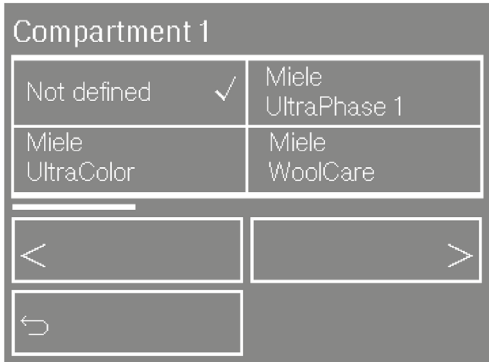 Compartment 1
Not defined ✓
Miele
UltraPhase 1
Miele
UltraColor
Miele
WoolCare
< 
>